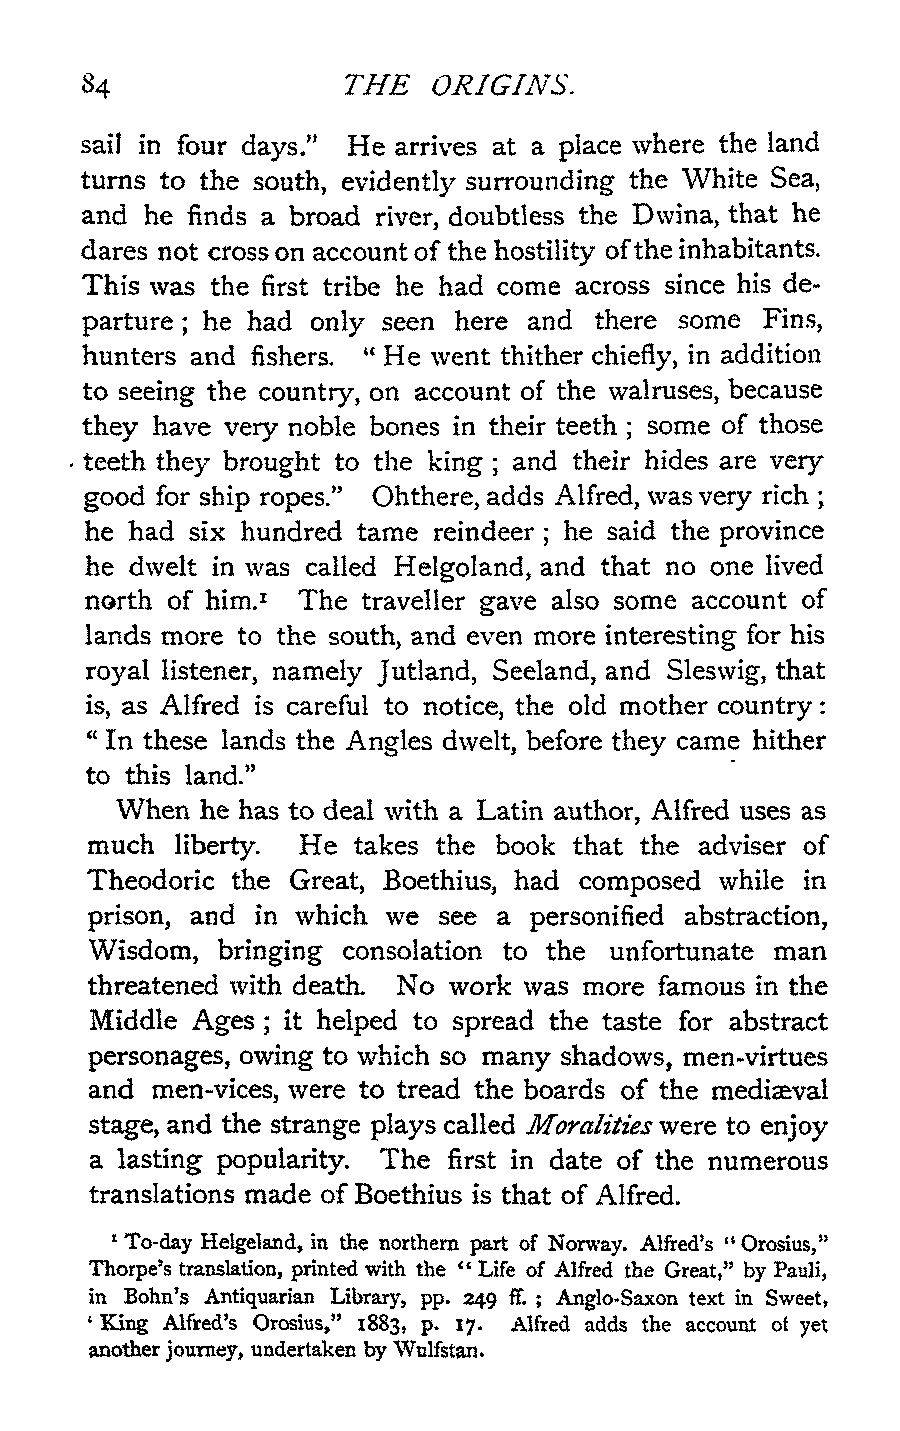 84 THE ORIGINS.
sail in four days.” He arrives at a place where the land
turns to the south, evidently surrounding the White Sea,
and he finds a broad river, doubtless the Dwina, that he
dares not cross on account of the hostility of the inhabitants.
This was the first tribe he had come across since his de-
parture ; he had only seen here and there some Fins,
hunters and fishers. “ He went thither chiefly, in addition
to seeing the country, on account of the walruses, because
they have very noble bones in their teeth ; some of those
teeth they brought to the king ; and their hides are very
good for ship ropes.” Ohthere, adds Alfred, was very rich ;
he had six hundred tame reindeer ; he said the province
he dwelt in was called Helgoland, and that no one lived
north of him.¹ The traveller gave also some account of
lands more to the south, and even more interesting for his
royal listener, namely Jutland, Seeland, and Sleswig, that
is, as Alfred is careful to notice, the old mother country :
“ In these lands the Angles dwelt, before they came hither
to this land.”
When he has to deal with a Latin author, Alfred uses as
much liberty. He takes the book that the adviser of
Theodoric the Great, Boethius, had composed while in
prison, and in which we see a personified abstraction,
Wisdom, bringing consolation to the unfortunate man
threatened with death. No work was more famous in the
Middle Ages ; it helped to spread the taste for abstract
personages, owing to which so many shadows, men-virtues
and men-vices, were to tread the boards of the mediæval
stage, and the strange plays called Moralities were to enjoy
a lasting popularity. The first in date of the numerous
translations made of Boethius is that of Alfred.
¹ To-day Helgeland, in the northern part of Norway. Alfred’s “ Orosius,”
Thorpe’s translation, printed with the “ Life of Alfred the Great,” by Pauli,
in Bohn’s Antiquarian Library, pp. 249 ff. ; Anglo-Saxon text in Sweet,
‘ King Alfred’s Orosius,” 1883, p. 17. Alfred adds the account of yet
another journey, undertaken by Wulfstan.